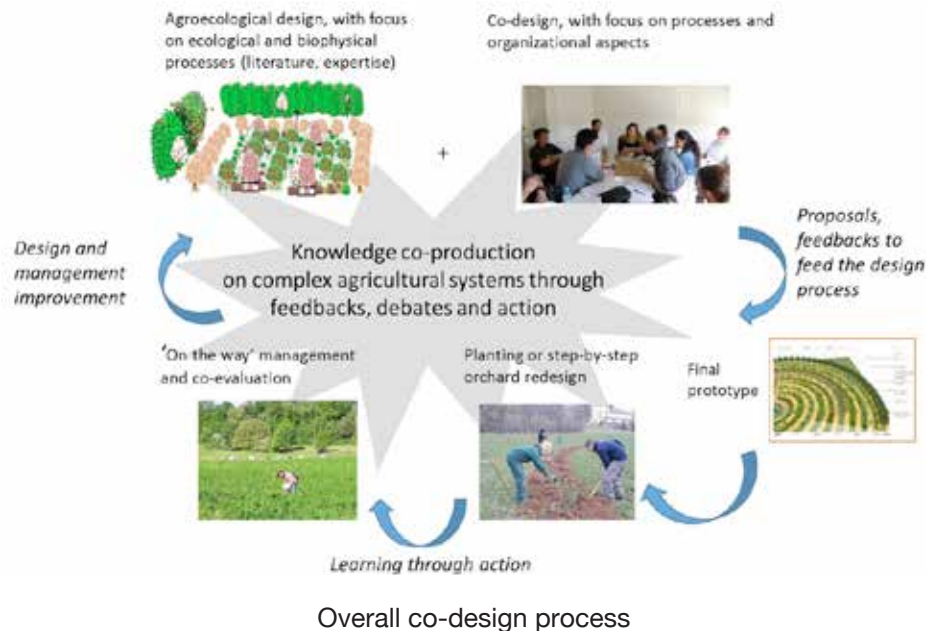 Agroecological design, with focus
on ecological and biophysical
processes (literature, expertise)
Co-design, with focus on processes and
organizational aspects
+
Proposals,
feedbacks to
feed the design
process
Design and
management
improvement
Knowledge co-production
on complex agricultural systems through
feedbacks, debates and action
'On the way' management
and co-evaluation
Planting or step-by-step
orchard redesign
Final
prototype
Learning through action
Overall co-design process